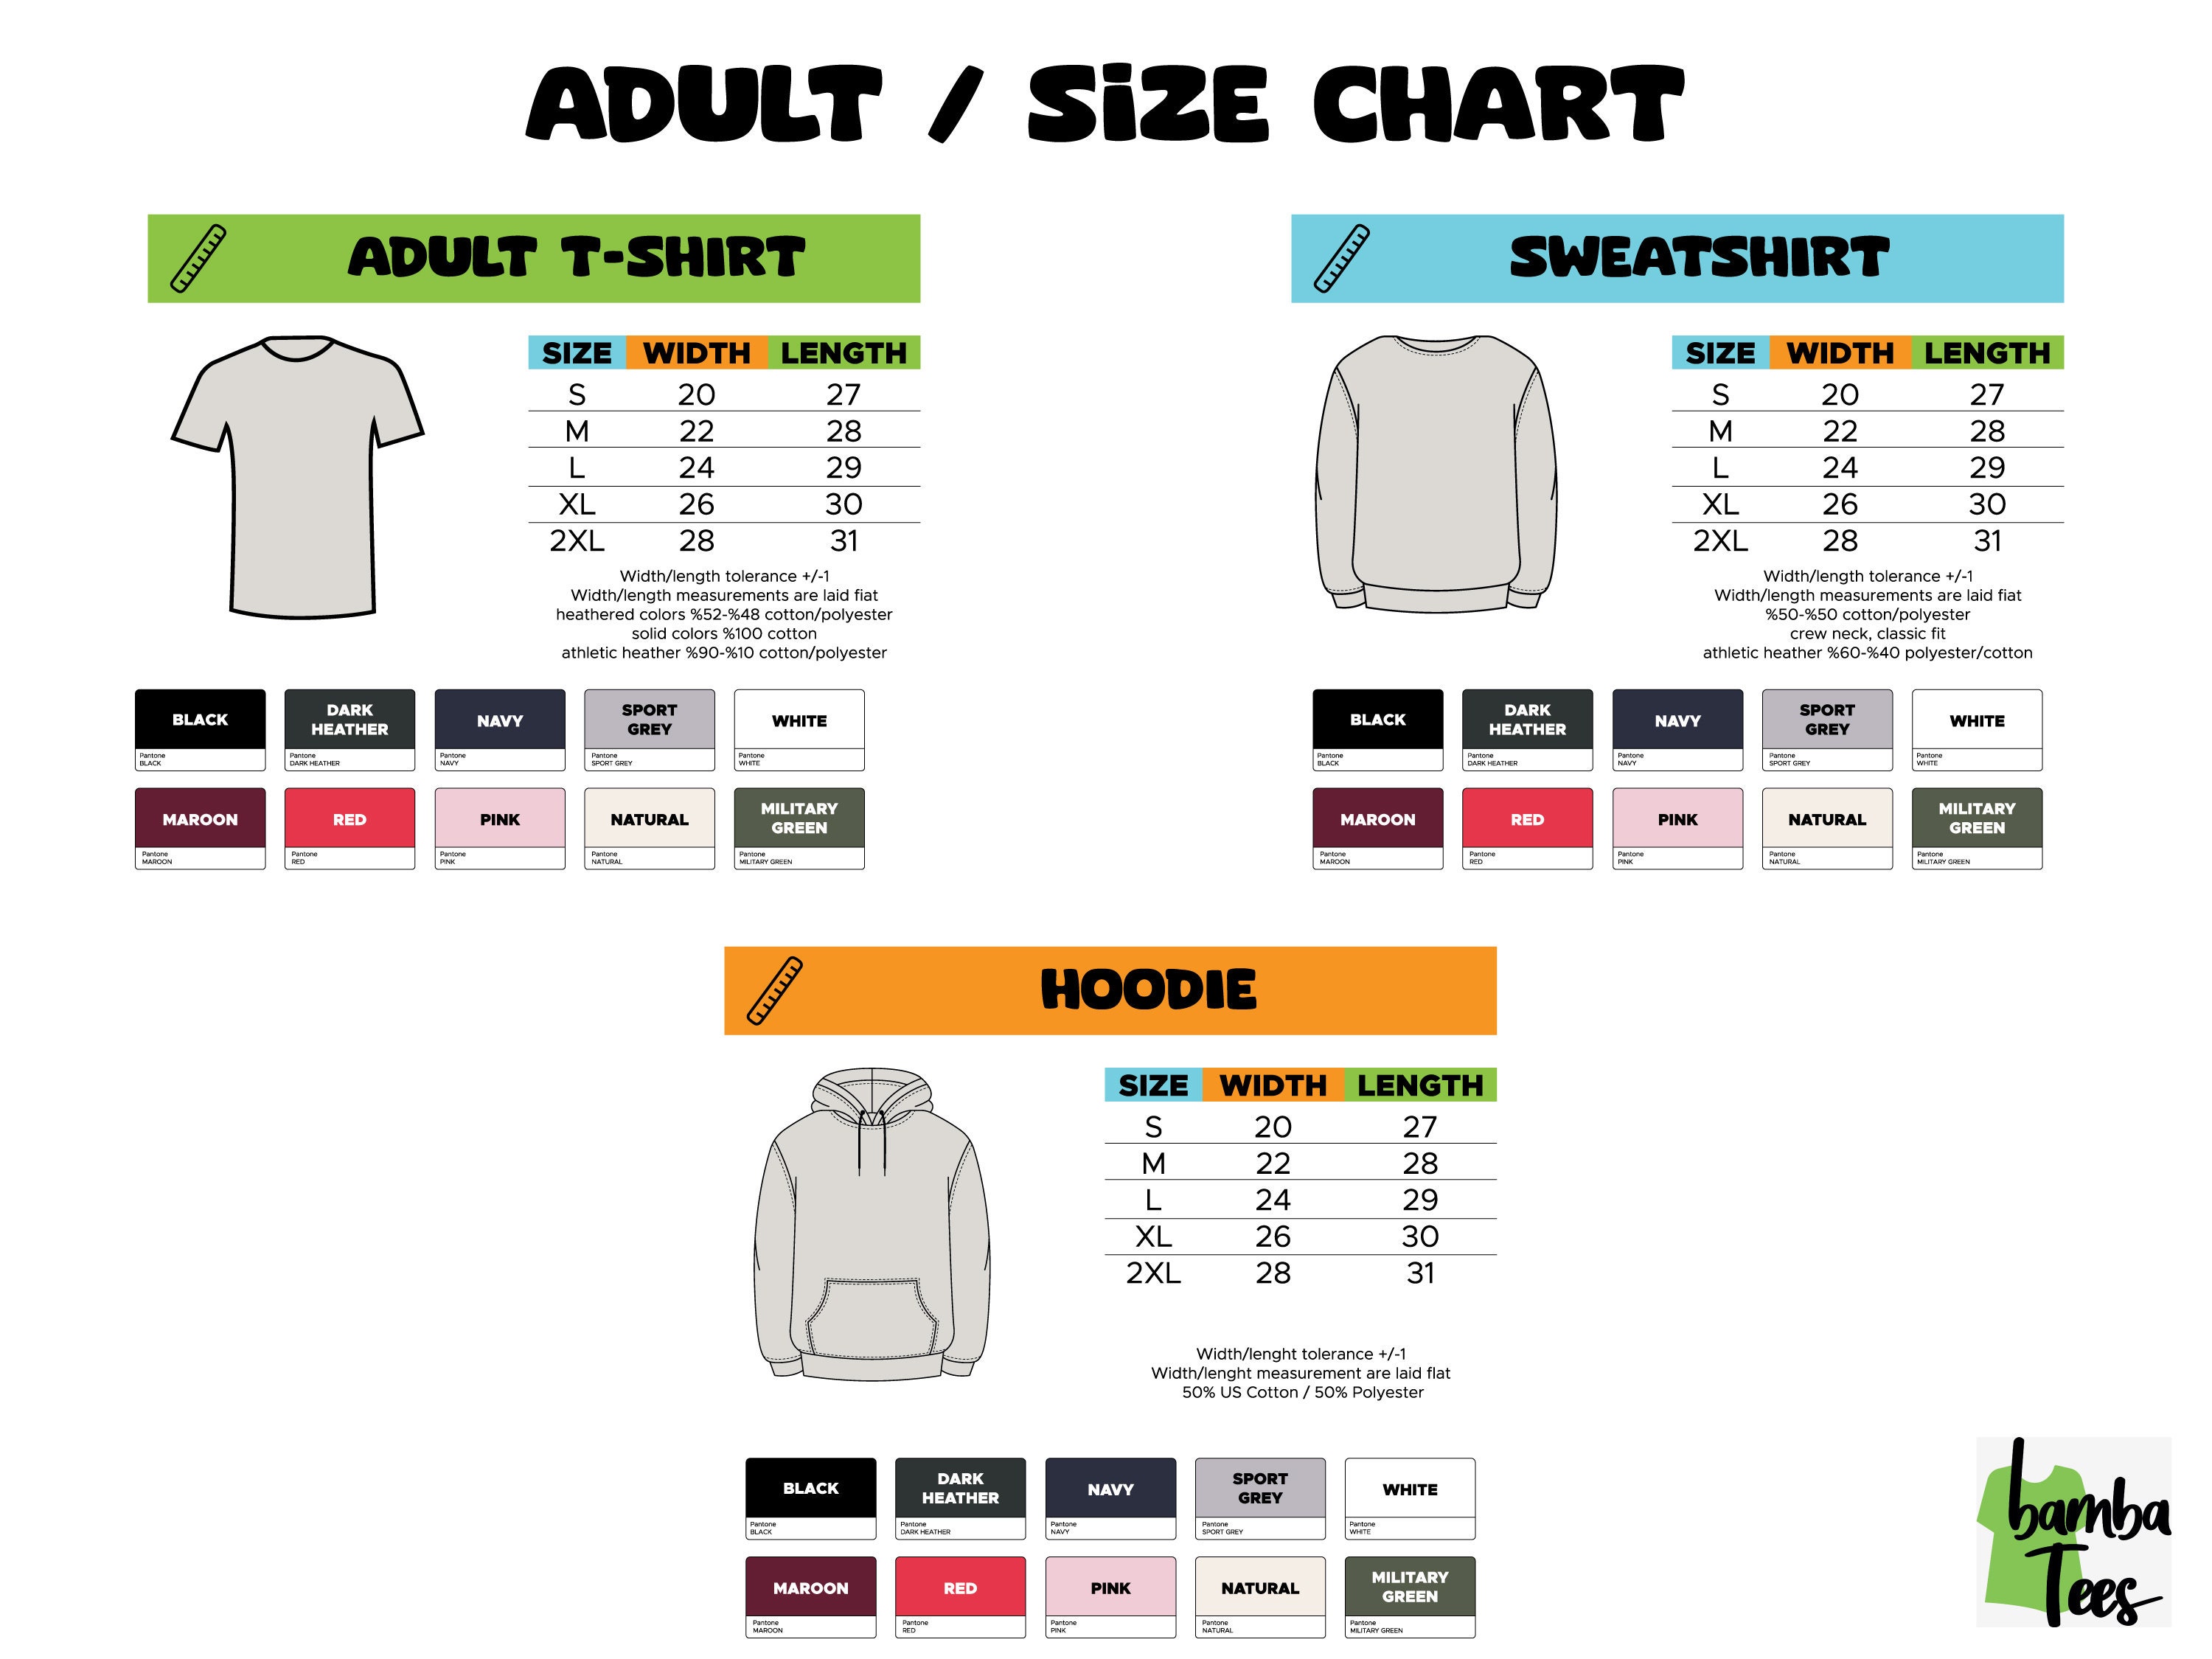 ADULT / SiZE CHART
ADULT T-SHIRT
SIZE WIDTH LENGTH
S 20 27
M 22 28
L 24 29
XL 26 30
2XL 28 31
Width/length tolerance +/-1
Width/length measurements are laid fiat
heathered colors %52-%48 cotton/polyester
solid colors %100 cotton
athletic heather %90-%10 cotton/polyester
BLACK
Pantone
BLACK
DARK
HEATHER
Pantone
DARK HEATHER
NAVY
Pantone
NAVY
SPORT
GREY
Pantone
SPORT GREY
WHITE
Pantone
WHITE
MAROON
Pantone
MAROON
RED
Pantone
RED
PINK
Pantone
PINK
NATURAL
Pantone
NATURAL
MILITARY
GREEN
Pantone
MILITARY GREEN
SWEATSHIRT
SIZE WIDTH LENGTH
S 20 27
M 22 28
L 24 29
XL 26 30
2XL 28 31
Width/length tolerance +/-1
Width/length measurements are laid fiat
%50-%50 cotton/polyester
crew neck, classic fit
athletic heather %60-%40 polyester/cotton
BLACK
Pantone
BLACK
DARK
HEATHER
Pantone
DARK HEATHER
NAVY
Pantone
NAVY
SPORT
GREY
Pantone
SPORT GREY
WHITE
Pantone
WHITE
MAROON
Pantone
MAROON
RED
Pantone
RED
PINK
Pantone
PINK
NATURAL
Pantone
NATURAL
MILITARY
GREEN
Pantone
MILITARY GREEN
HOODIE
SIZE WIDTH LENGTH
S 20 27
M 22 28
L 24 29
XL 26 30
2XL 28 31
Width/lenght tolerance +/-1
Width/lenght measurement are laid flat
50% US Cotton / 50% Polyester
BLACK
Pantone
BLACK
DARK
HEATHER
Pantone
DARK HEATHER
NAVY
Pantone
NAVY
SPORT
GREY
Pantone
SPORT GREY
WHITE
Pantone
WHITE
MAROON
Pantone
MAROON
RED
Pantone
RED
PINK
Pantone
PINK
NATURAL
Pantone
NATURAL
MILITARY
GREEN
Pantone
MILITARY GREEN
bamba
Tees